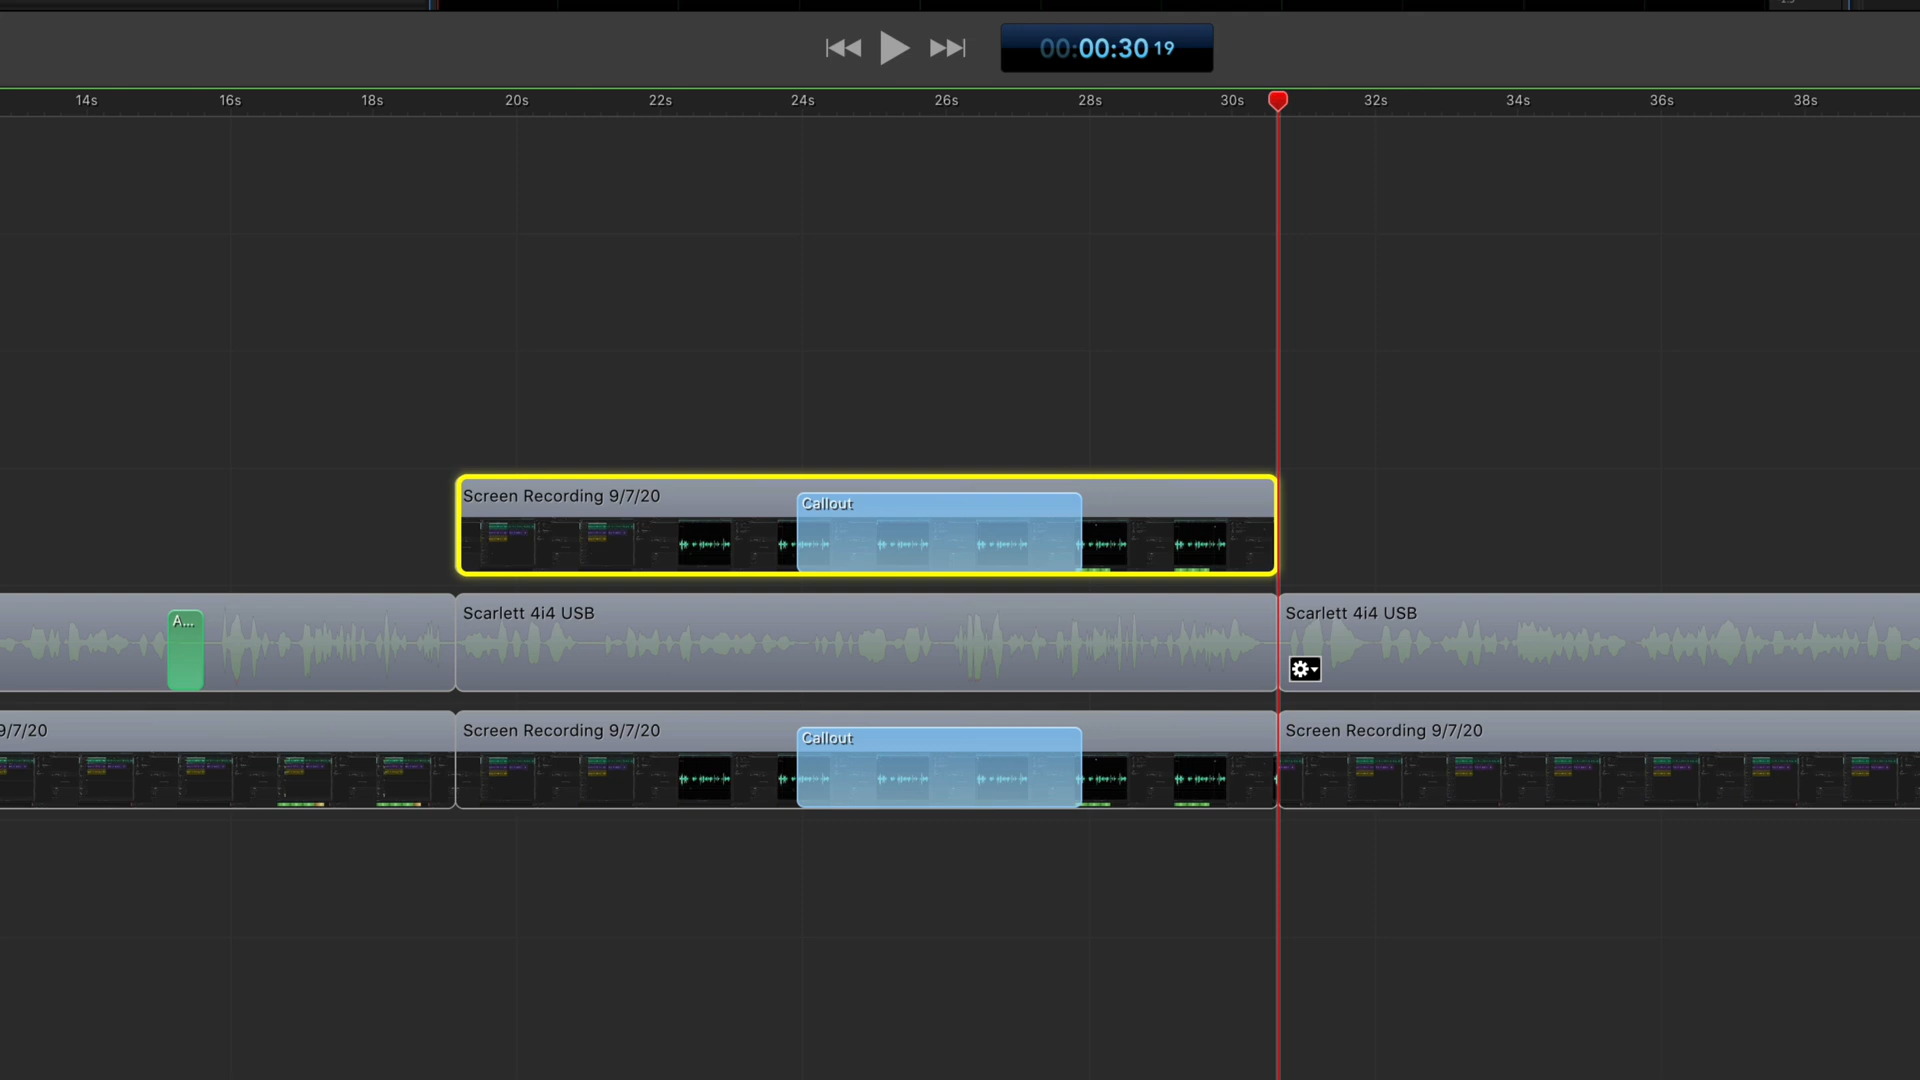 00:00:30 19
14s 16s 18s 20s 22s 24s 26s 28s 30s 32s 34s 36s 38s
Screen Recording 9/7/20
Callout
A...
Scarlett 4i4 USB
Scarlett 4i4 USB
9/7/20
Screen Recording 9/7/20
Callout
Screen Recording 9/7/20